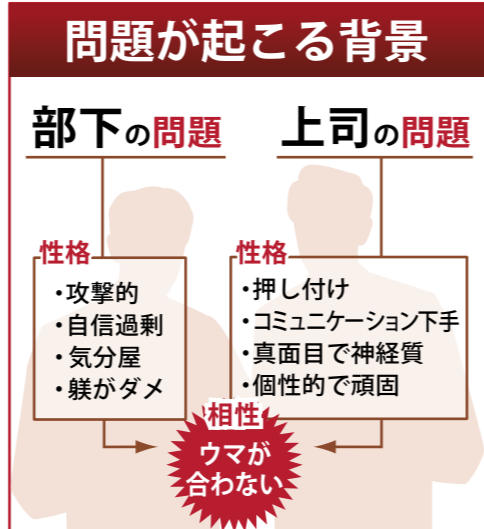 問題が起こる背景
部下の問題
性格
・攻撃的
・自信過剰
・気分屋
・躾がダメ
上司の問題
性格
・押し付け
・コミュニケーション下手
・真面目で神経質
・個性的で頑固
相性
ウマが
合わない